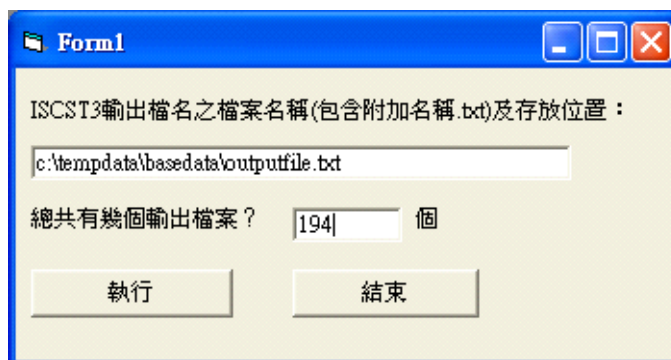 Form1
ISCST3輸出檔名之檔案名稱(包含附加名稱.txt)及存放位置：
c:\tempdata\basedata\outputfile.txt
總共有幾個輸出檔案？ 194 個
執行 結束